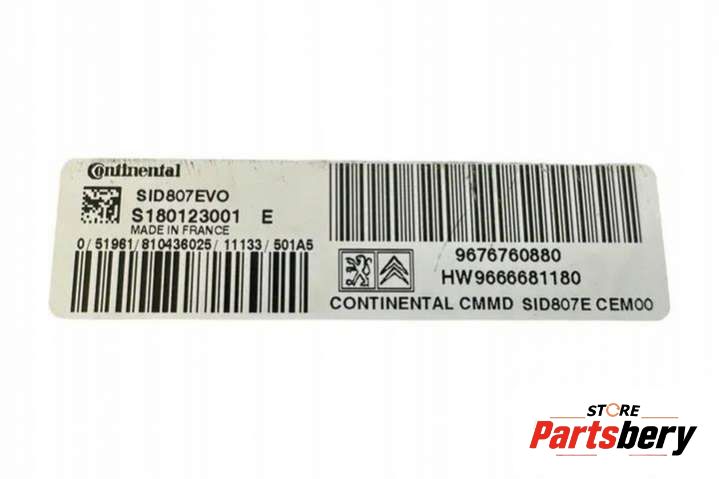 Continental
SID807EVO
S180123001 E
MADE IN FRANCE
0/51961/810436025/11133/501A5
9676760880
HW9666681180
CONTINENTAL CMMD SID807E CEM00
STORE
Partsbery